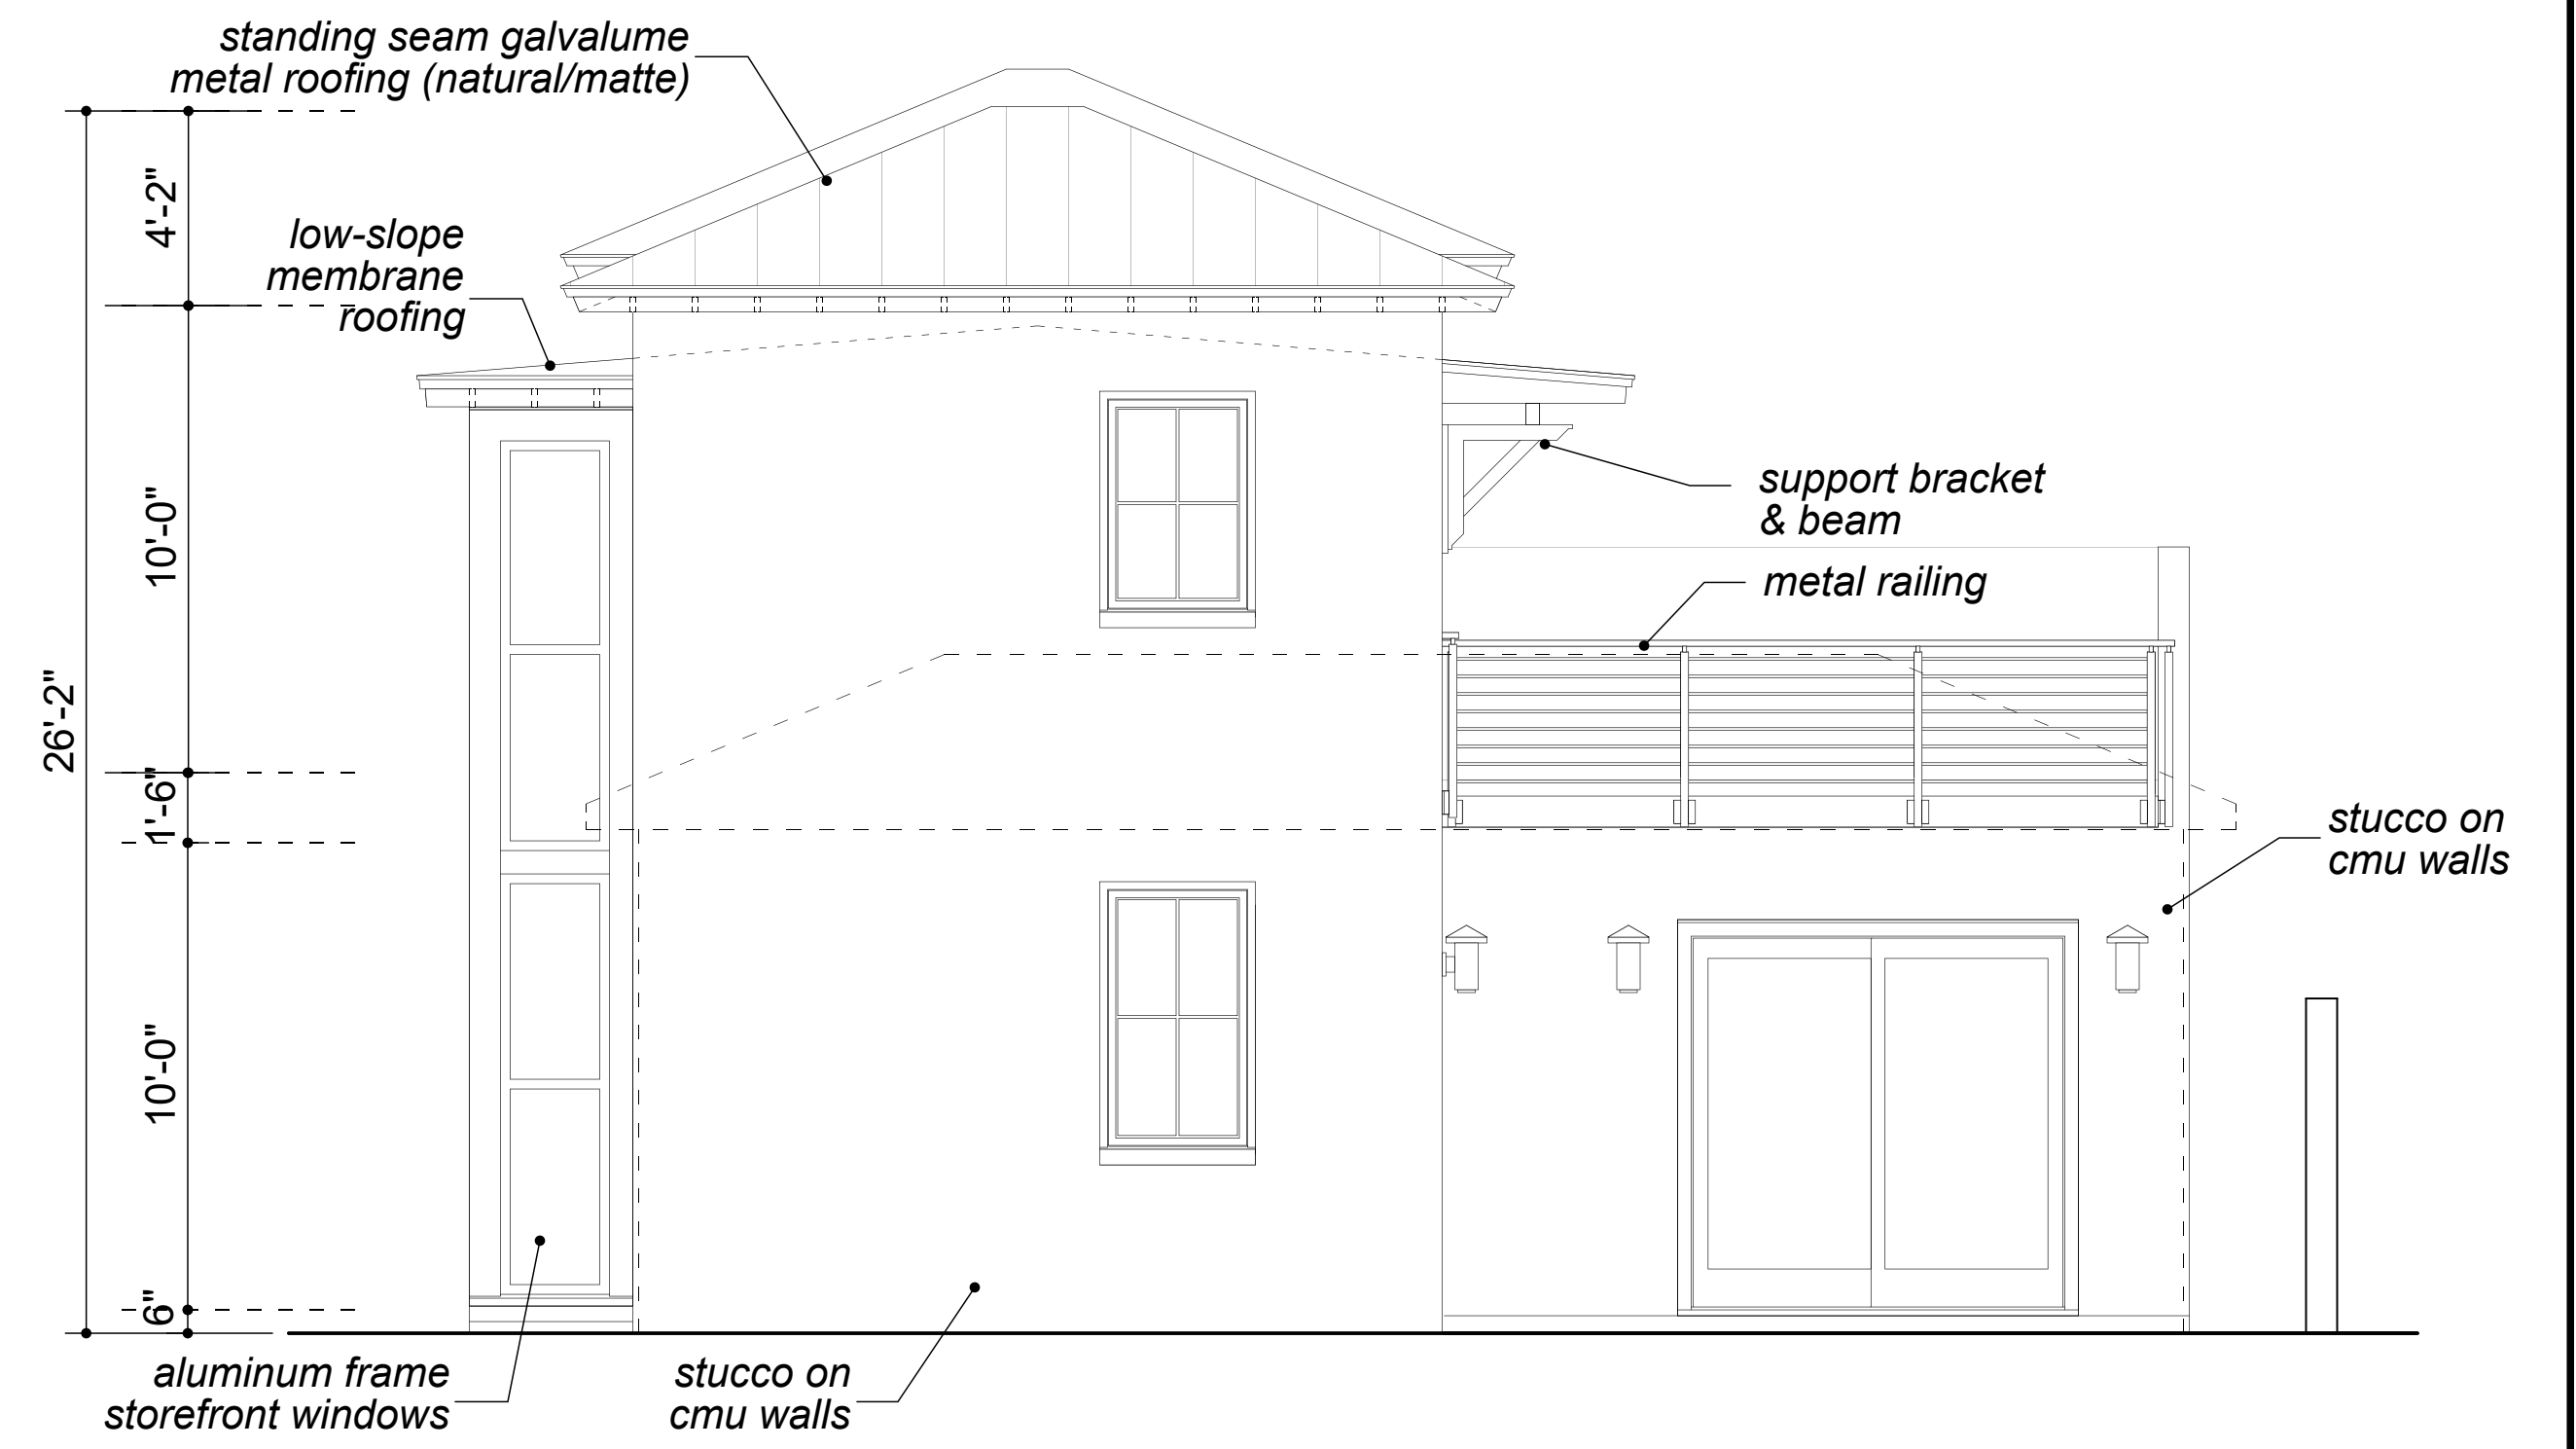 standing seam galvalume
metal roofing (natural/matte)
4'-2"
low-slope
membrane
roofing
10'-0"
support bracket
& beam
metal railing
26'-2"
1'-6"
stucco on
cmu walls
10'-0"
6"
aluminum frame
storefront windows
stucco on
cmu walls